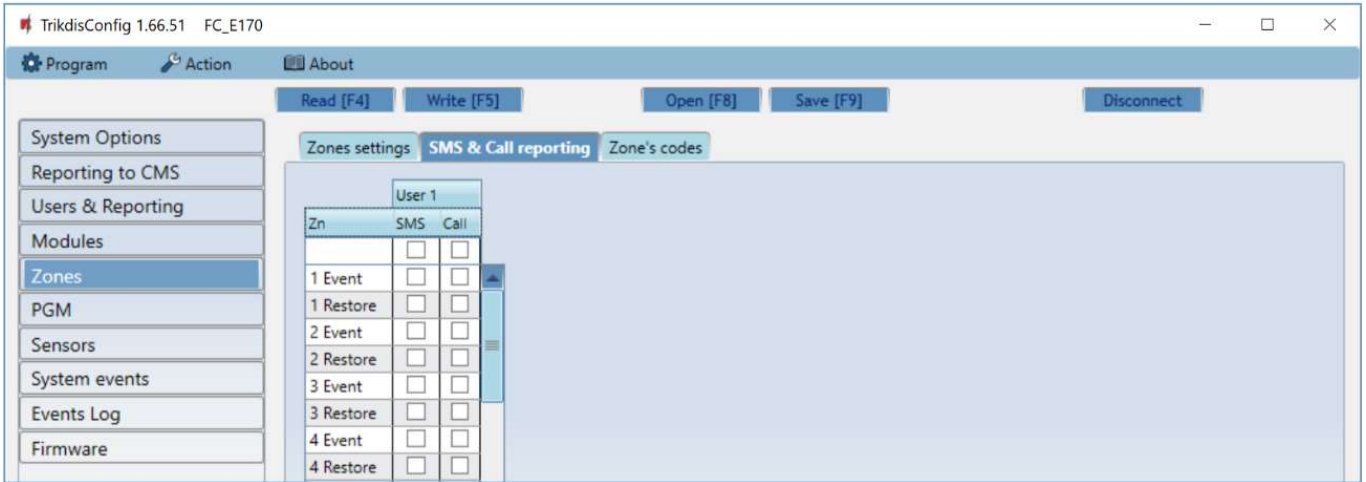 TrikdisConfig 1.66.51 FC_E170
Program Action About
Read [F4] Write [F5] Open [F8] Save [F9] Disconnect
System Options
Reporting to CMS
Users & Reporting
Modules
Zones
PGM
Sensors
System events
Events Log
Firmware
Zones settings SMS & Call reporting Zone's codes
User 1
Zn SMS Call
1 Event
1 Restore
2 Event
2 Restore
3 Event
3 Restore
4 Event
4 Restore